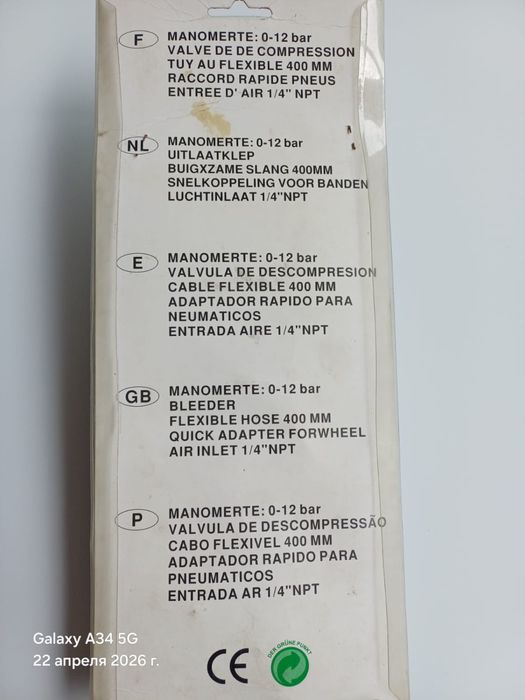 F
MANOMERTE: 0-12 bar
VALVE DE DE COMPRESSION
TUY AU FLEXIBLE 400 MM
RACCORD RAPIDE PNEUS
ENTREE D' AIR 1/4" NPT
NL
MANOMERTE: 0-12 bar
UITLAATKLEP
BUIGXZAME SLANG 400MM
SNELKOPPELING VOOR BANDEN
LUCHTINLAAT 1/4"NPT
E
MANOMERTE: 0-12 bar
VALVULA DE DESCOMPRESION
CABLE FLEXIBLE 400 MM
ADAPTADOR RAPIDO PARA
NEUMATICOS
ENTRADA AIRE 1/4"NPT
GB
MANOMERTE: 0-12 bar
BLEEDER
FLEXIBLE HOSE 400 MM
QUICK ADAPTER FORWHEEL
AIR INLET 1/4"NPT
P
MANOMERTE: 0-12 bar
VALVULA DE DESCOMPRESSÃO
CABO FLEXIVEL 400 MM
ADAPTADOR RAPIDO PARA
PNEUMATICOS
ENTRADA AR 1/4"NPT
CE
DER GRÜNE PUNKT
Galaxy A34 5G
22 апреля 2026 г.